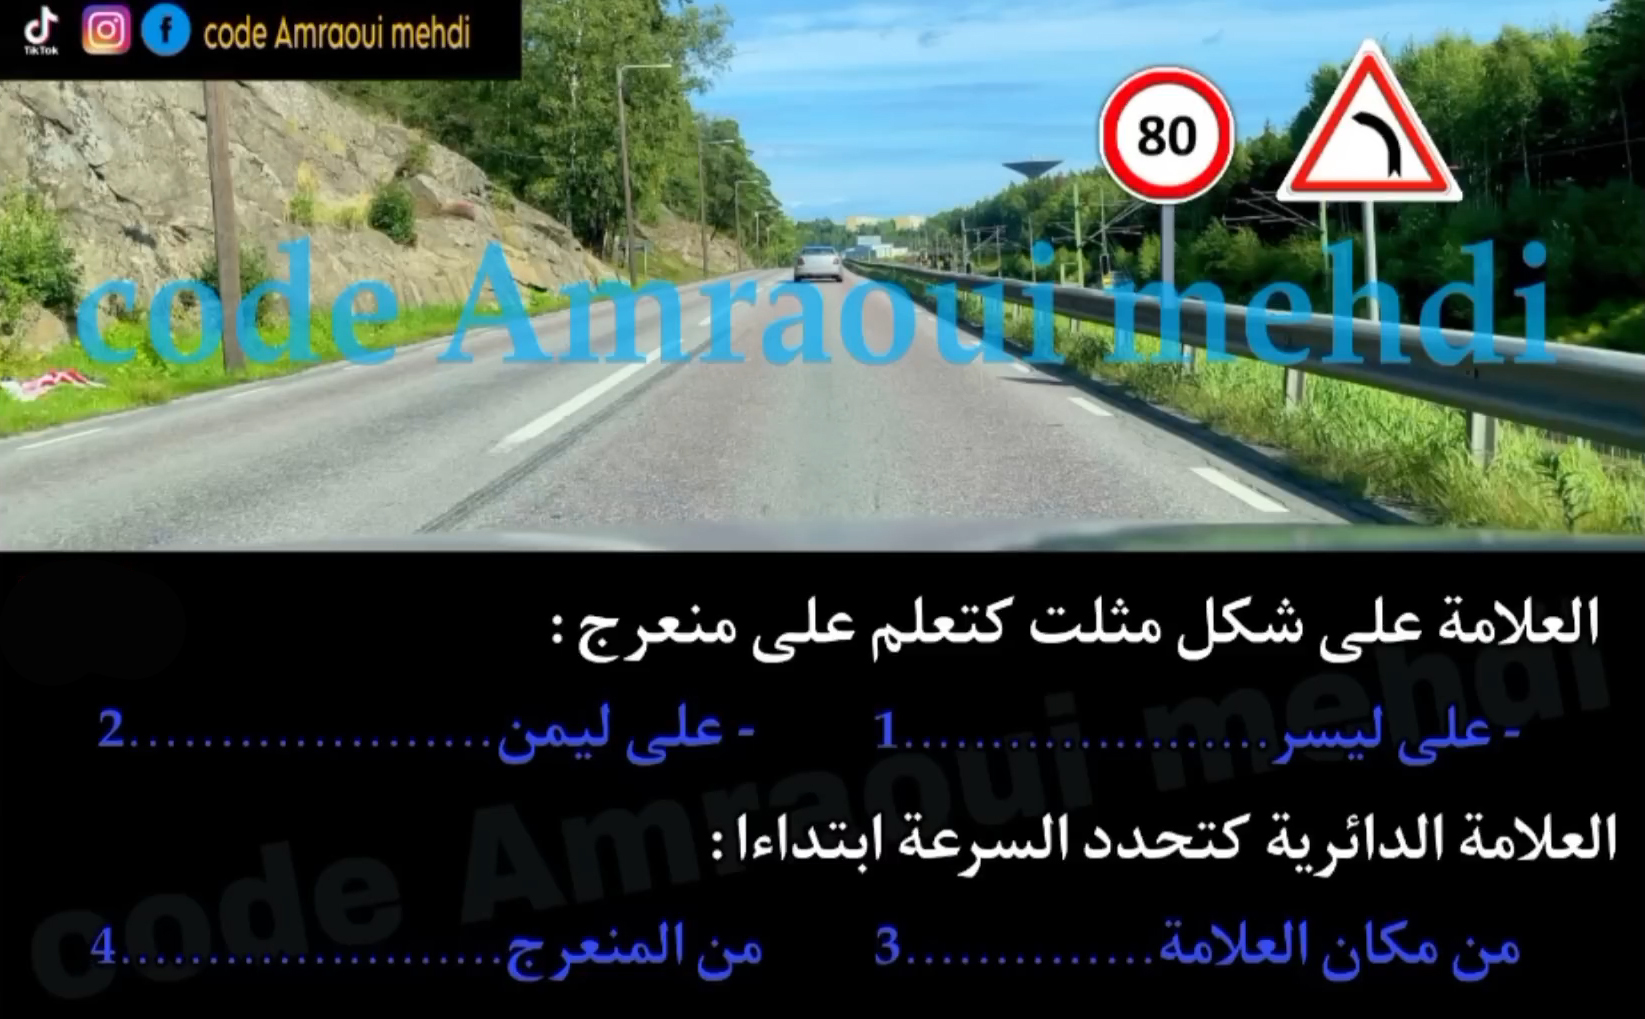 TikTok code Amraoui mehdi
80
code Amraoui mehdi
العلامة على شكل مثلت كتعلم على منعرج :
- على ليسر....................1 - على ليمن....................2
العلامة الدائرية كتحدد السرعة ابتداءا :
من مكان العلامة..............3 من المنعرج.....................4
code Amraoui mehdi